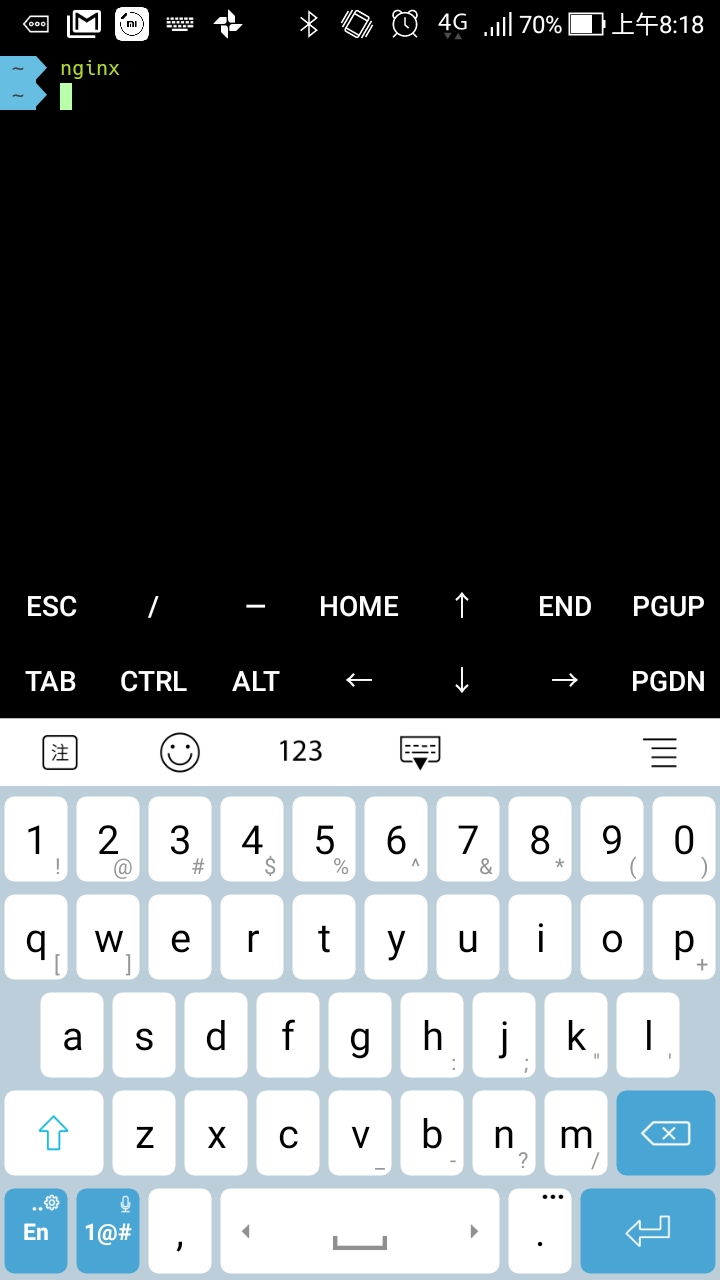 4G 70% 上午8:18
~ nginx
~
ESC / — HOME ↑ END PGUP
TAB CTRL ALT ← ↓ → PGDN
注 123
1 ! 2 @ 3 # 4 $ 5 % 6 ^ 7 & 8 * 9 ( 0 )
q [ w ] e r t y u i o p +
a s d f g h : j ; k " l '
z x c v _ b - n ? m /
En 1@# , . •••